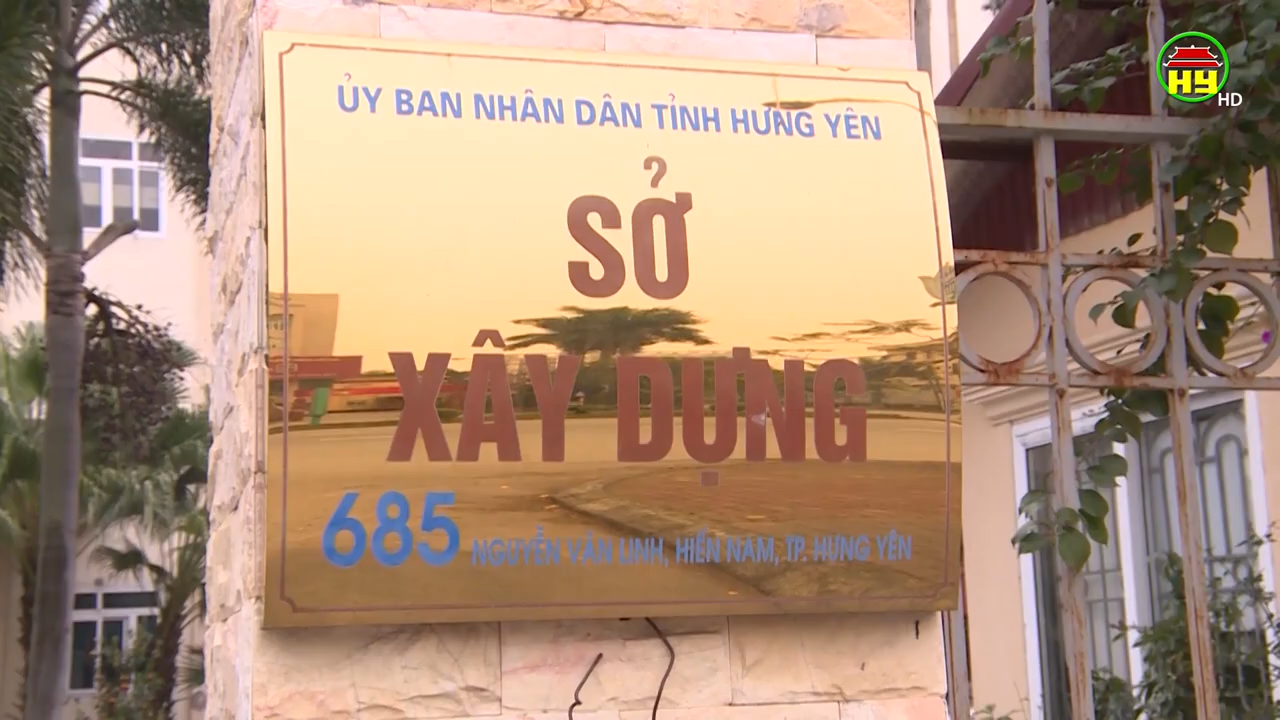 ỦY BAN NHÂN DÂN TỈNH HƯNG YÊN
SỞ
XÂY DỰNG
685 NGUYỄN VĂN LINH, HIẾN NAM, TP. HƯNG YÊN
HY
HD